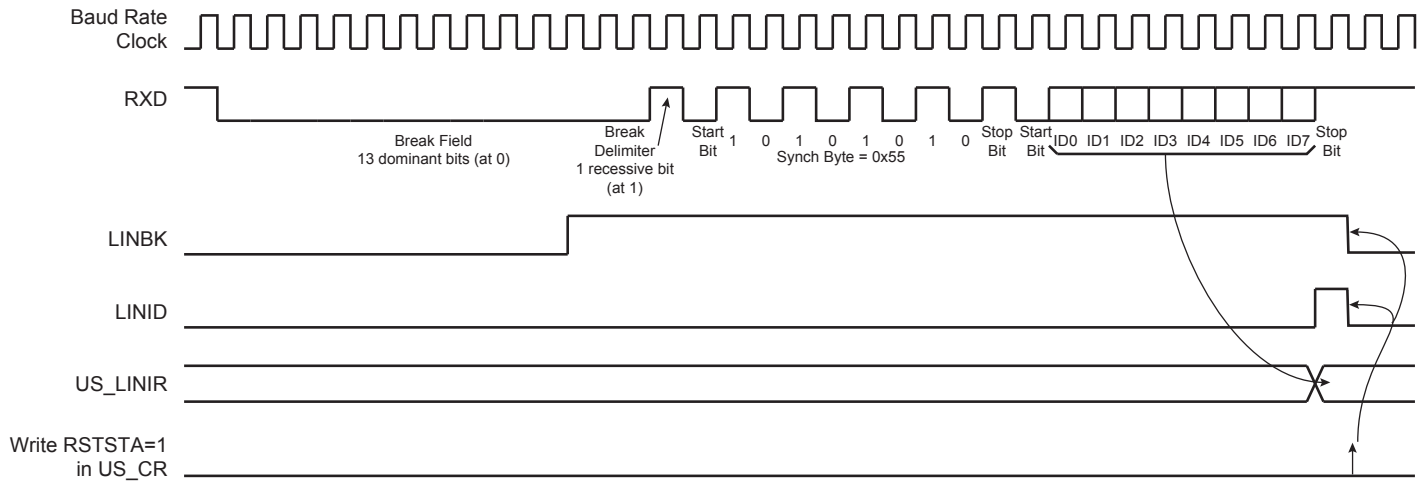 Baud Rate
Clock
RXD
Break Field
13 dominant bits (at 0)
Break
Delimiter
1 recessive bit
(at 1)
Start
Bit
1 0 1 0 1 0 1 0
Synch Byte = 0x55
Stop
Bit
Start
Bit
ID0 ID1 ID2 ID3 ID4 ID5 ID6 ID7
Stop
Bit
LINBK
LINID
US_LINIR
Write RSTSTA=1
in US_CR